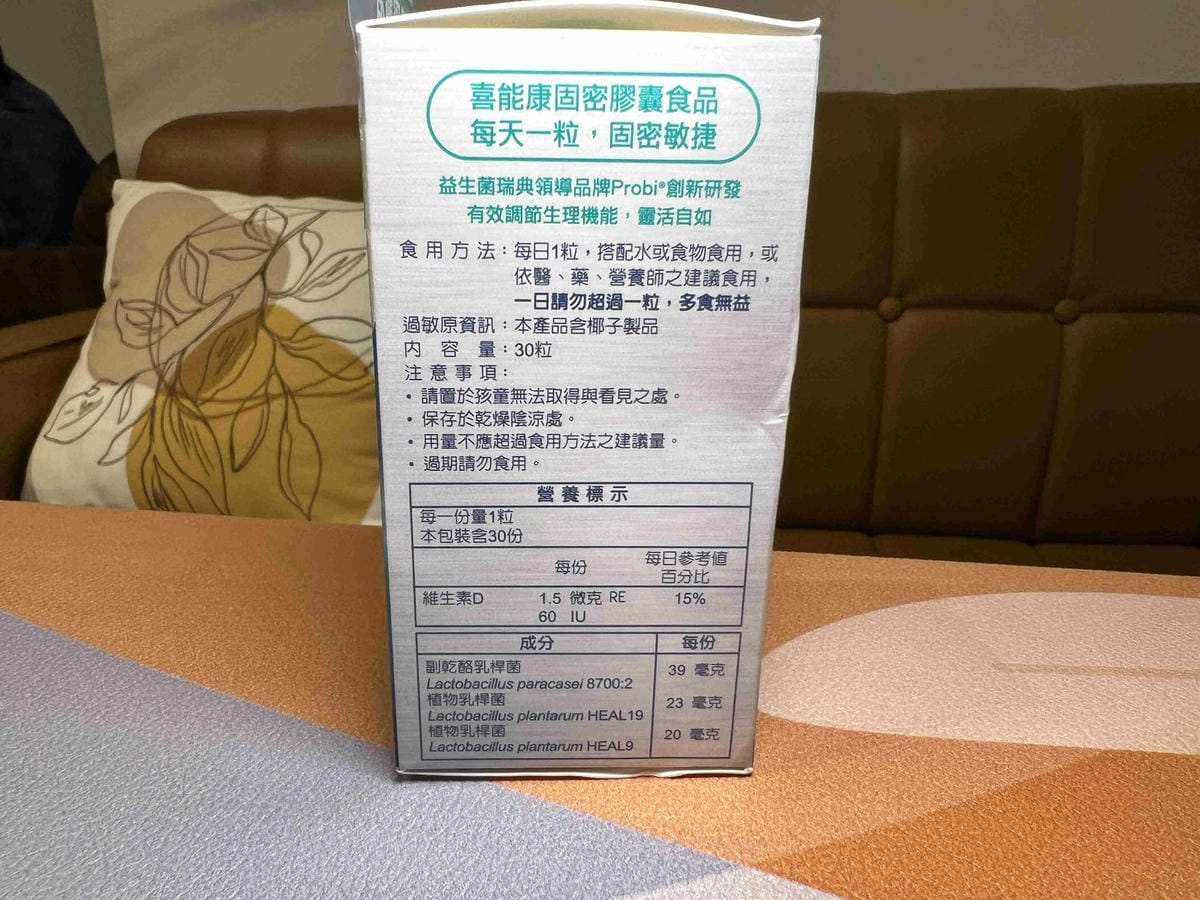 喜能康固密膠囊食品
每天一粒，固密敏捷
益生菌瑞典領導品牌Probi®創新研發
有效調節生理機能，靈活自如
食用方法：每日1粒，搭配水或食物食用，或
依醫、藥、營養師之建議食用，
一日請勿超過一粒，多食無益
過敏原資訊：本產品含椰子製品
內容量：30粒
注意事項：
・請置於孩童無法取得與看見之處。
・保存於乾燥陰涼處。
・用量不應超過食用方法之建議量。
・過期請勿食用。
營養標示
每一份量1粒
本包裝含30份
每份 每日參考值
百分比
維生素D 1.5 微克 RE 15%
60 IU
成分 每份
副乾酪乳桿菌
Lactobacillus paracasei 8700:2 39 毫克
植物乳桿菌
Lactobacillus plantarum HEAL19 23 毫克
植物乳桿菌
Lactobacillus plantarum HEAL9 20 毫克